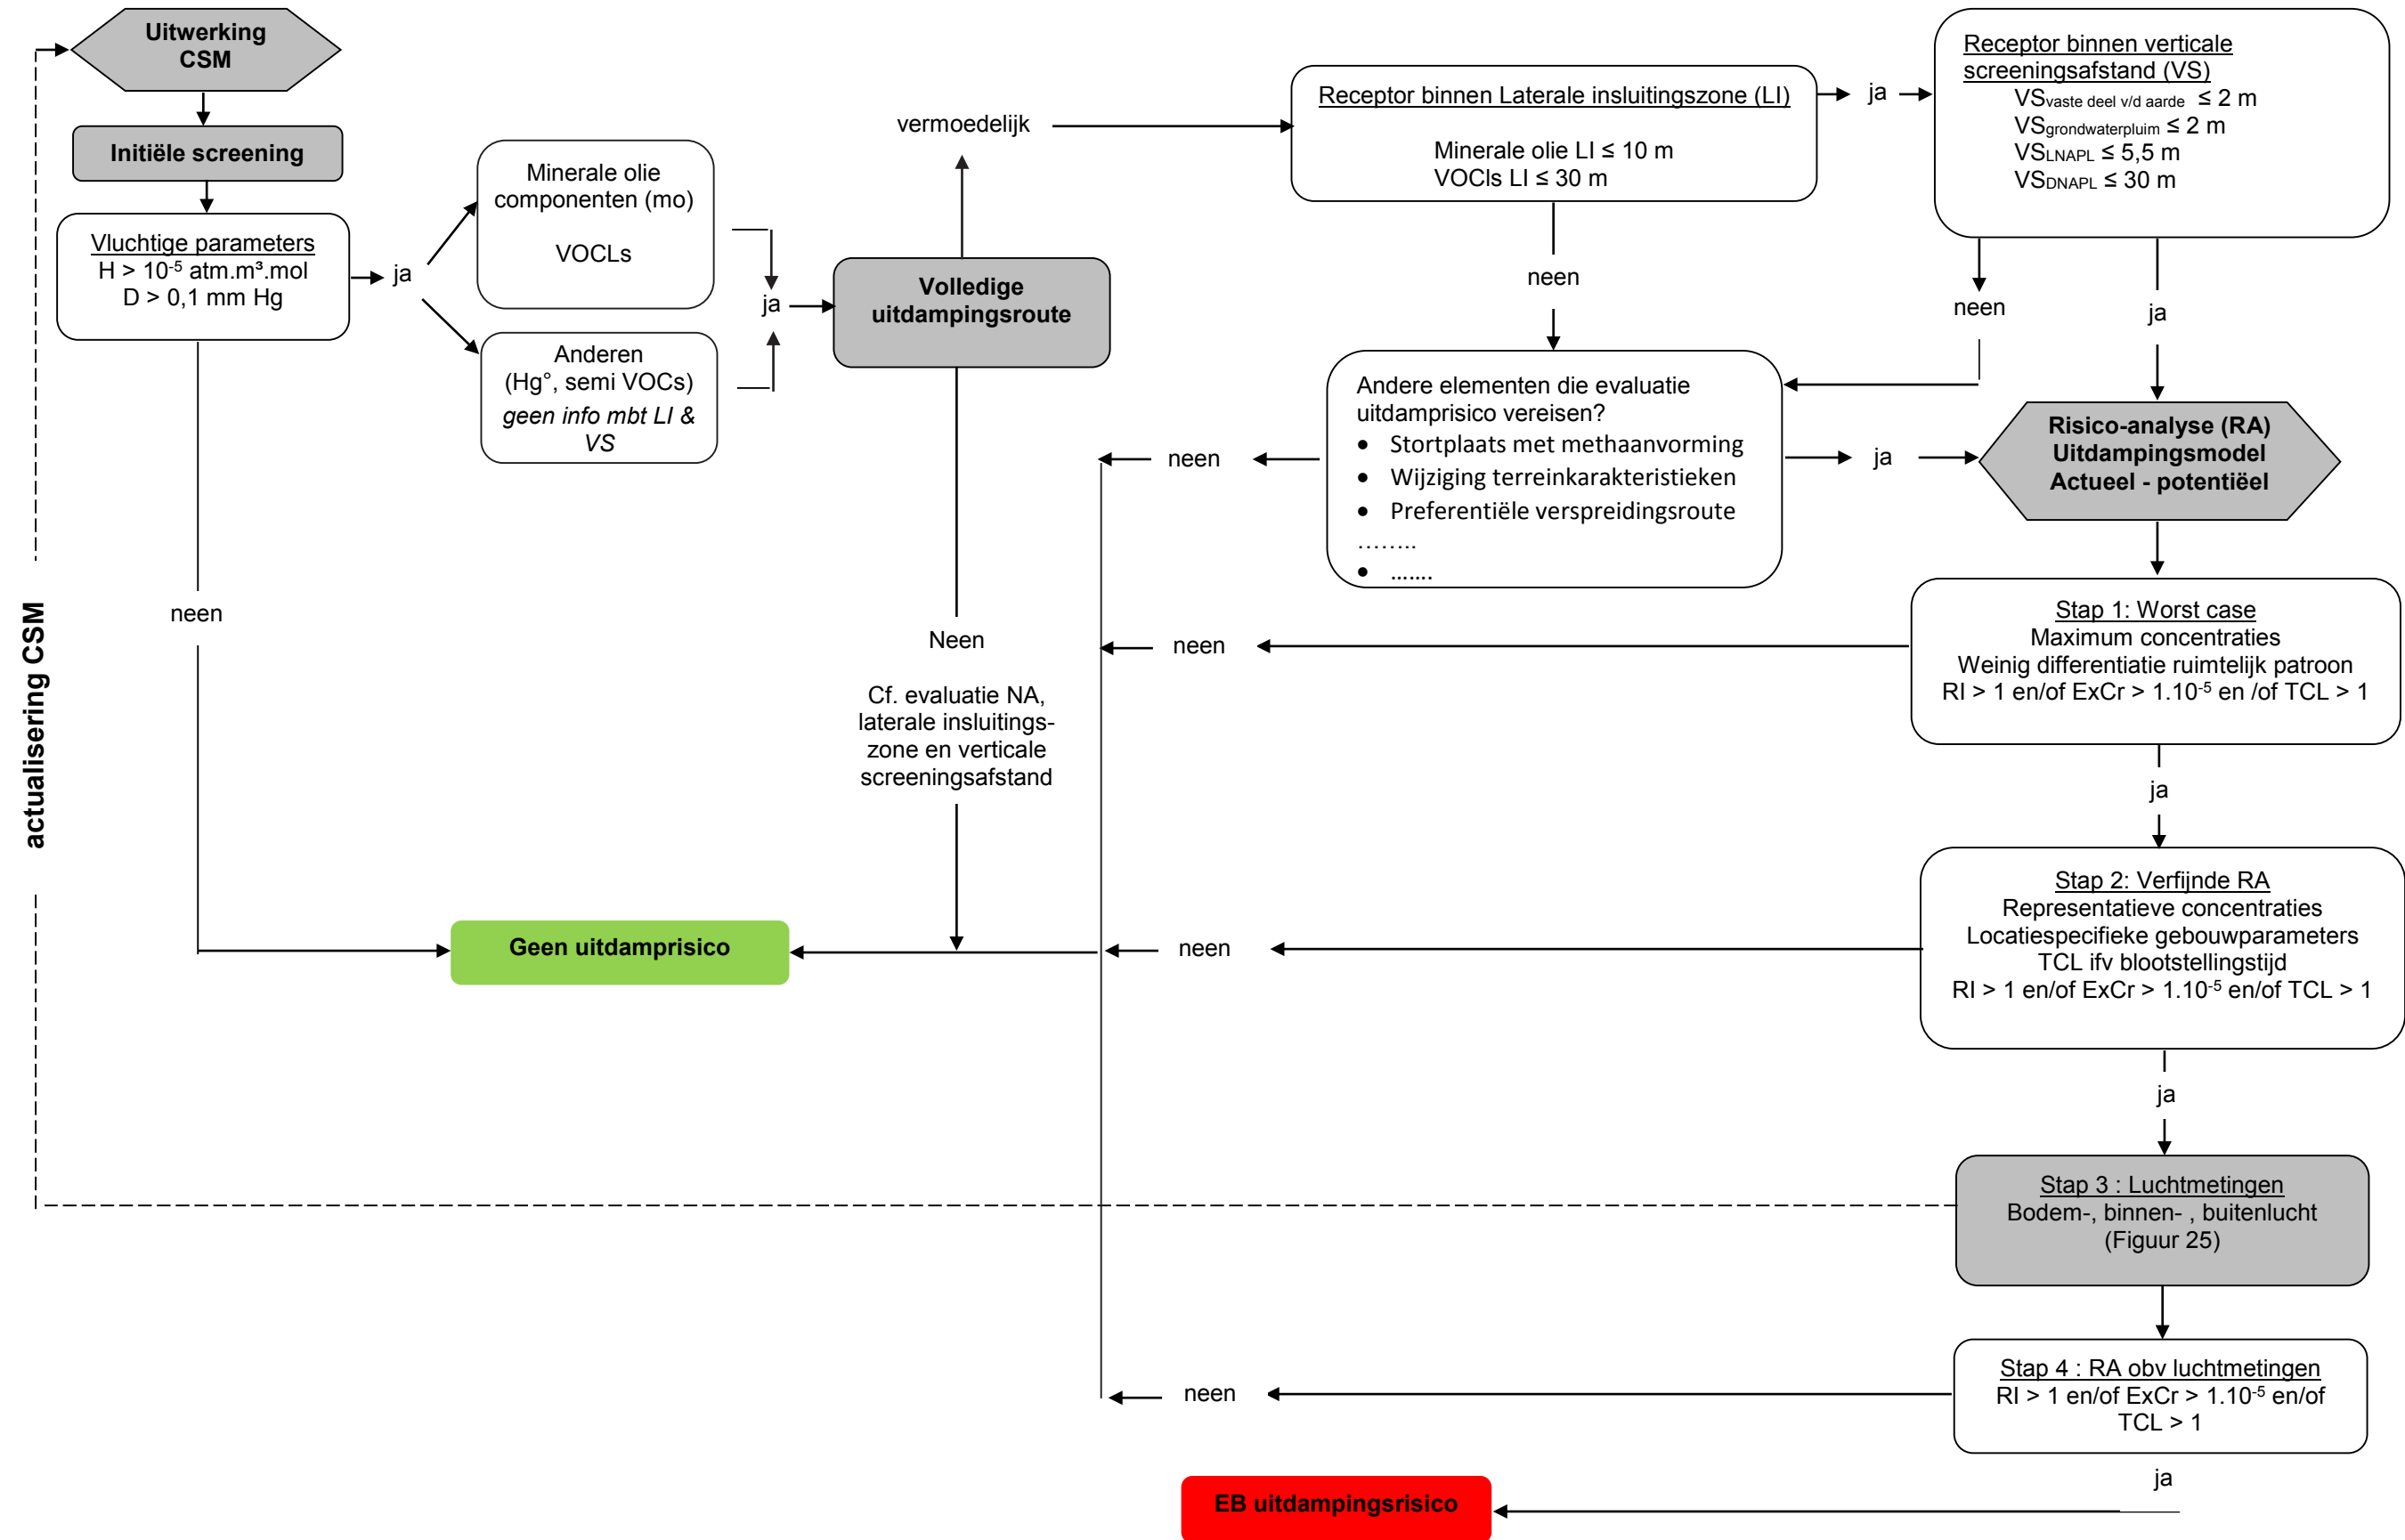 Uitwerking
CSM
Initiële screening
Vluchtige parameters
H > 10⁻⁵ atm.m³.mol
D > 0,1 mm Hg
ja
neen
Minerale olie
componenten (mo)
VOCLs
Anderen
(Hg°, semi VOCs)
geen info mbt LI &
VS
ja
Volledige
uitdampingsroute
vermoedelijk
Neen
Cf. evaluatie NA,
laterale insluitings-
zone en verticale
screeningsafstand
Receptor binnen Laterale insluitingszone (LI)
Minerale olie LI ≤ 10 m
VOCls LI ≤ 30 m
ja
neen
Receptor binnen verticale
screeningsafstand (VS)
VSvaste deel v/d aarde ≤ 2 m
VSgrondwaterpluim ≤ 2 m
VSLNAPL ≤ 5,5 m
VSDNAPL ≤ 30 m
neen
ja
Andere elementen die evaluatie
uitdamprisico vereisen?
• Stortplaats met methaanvorming
• Wijziging terreinkarakteristieken
• Preferentiële verspreidingsroute
……..
• …….
neen
ja
Risico-analyse (RA)
Uitdampingsmodel
Actueel - potentiëel
Stap 1: Worst case
Maximum concentraties
Weinig differentiatie ruimtelijk patroon
RI > 1 en/of ExCr > 1.10⁻⁵ en /of TCL > 1
neen
ja
Stap 2: Verfijnde RA
Representatieve concentraties
Locatiespecifieke gebouwparameters
TCL ifv blootstellingstijd
RI > 1 en/of ExCr > 1.10⁻⁵ en/of TCL > 1
neen
ja
Stap 3 : Luchtmetingen
Bodem-, binnen- , buitenlucht
(Figuur 25)
Stap 4 : RA obv luchtmetingen
RI > 1 en/of ExCr > 1.10⁻⁵ en/of
TCL > 1
neen
ja
Geen uitdamprisico
EB uitdampingsrisico
actualisering CSM